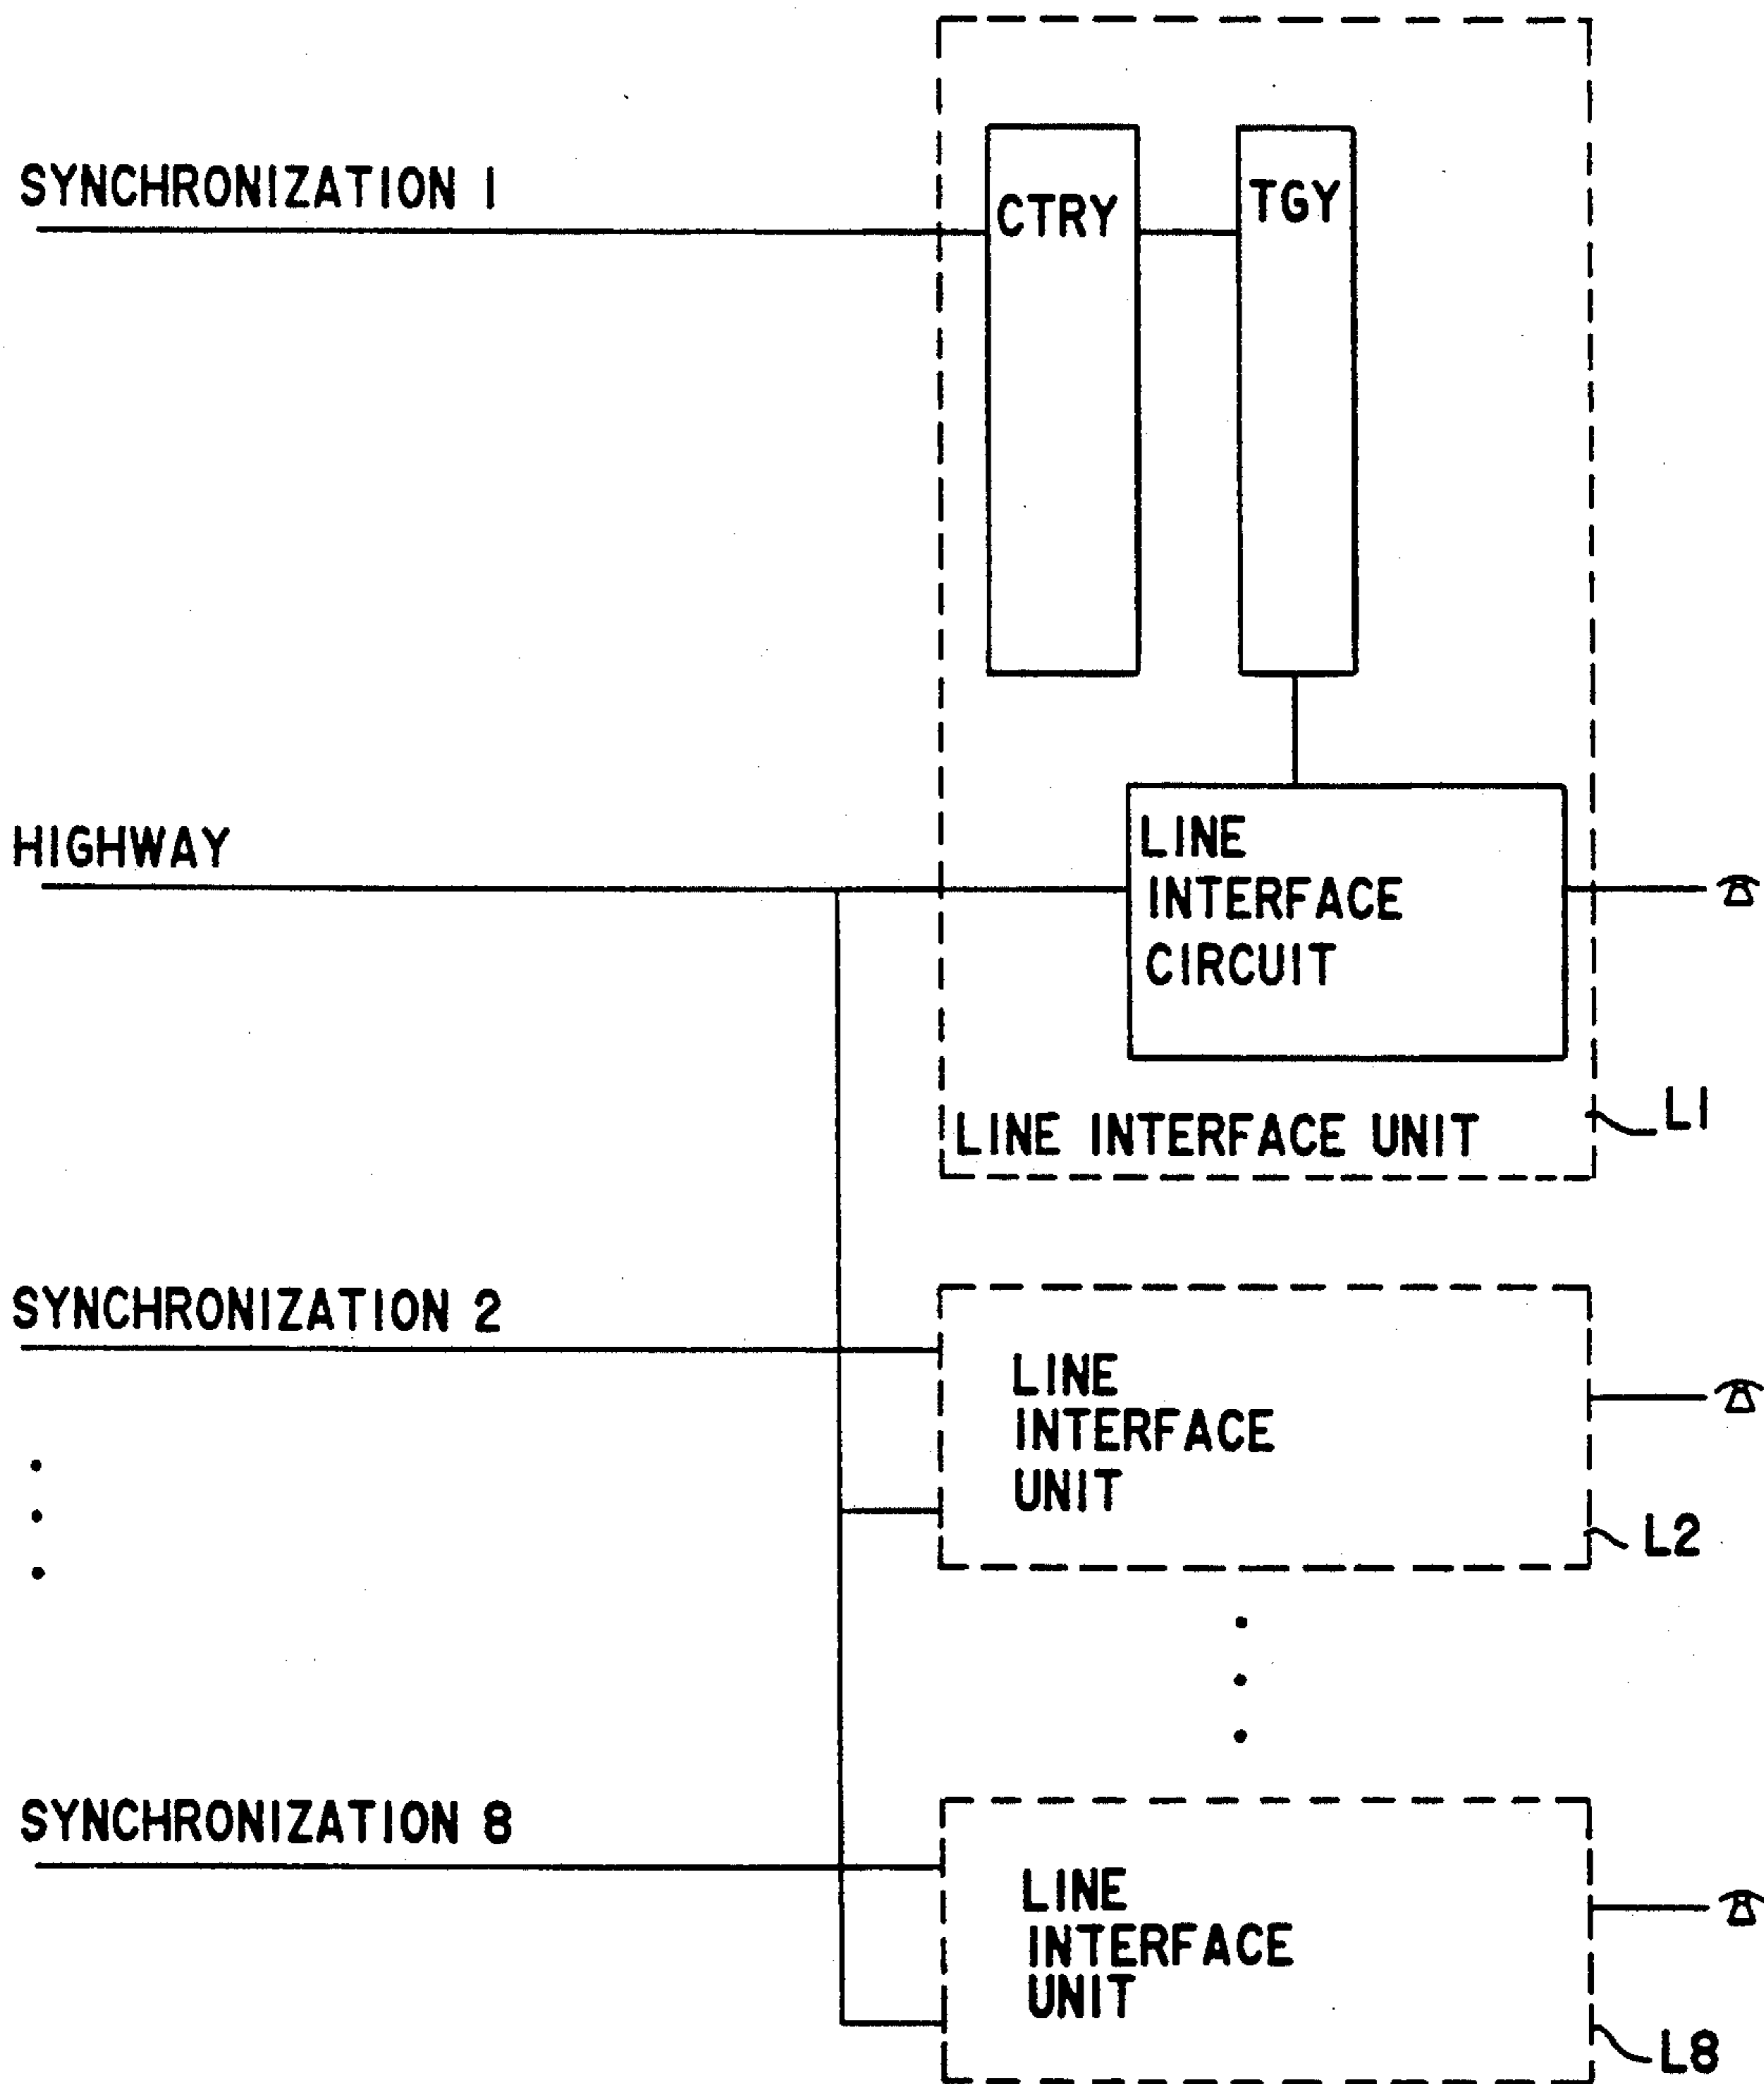 SYNCHRONIZATION 1
CTRY
TGY
HIGHWAY
LINE
INTERFACE
CIRCUIT
LINE INTERFACE UNIT
L1
SYNCHRONIZATION 2
LINE
INTERFACE
UNIT
L2
SYNCHRONIZATION 8
LINE
INTERFACE
UNIT
L8